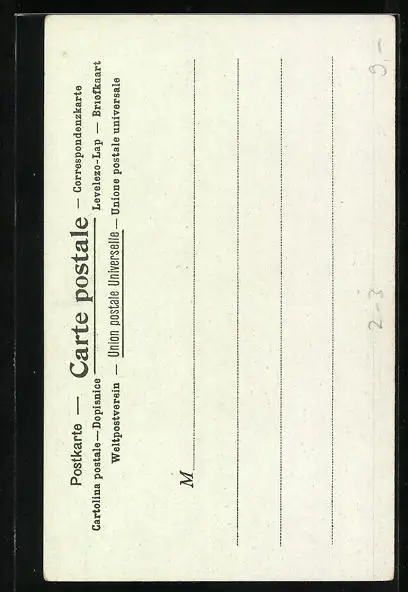 Postkarte — Carte postale — Correspondenzkarte
Cartolina postale — Dopisnice Levelezo-Lap — Briefkaart
Weltpostverein — Union postale Universelle — Unione postale universale
M
2-3
9.-